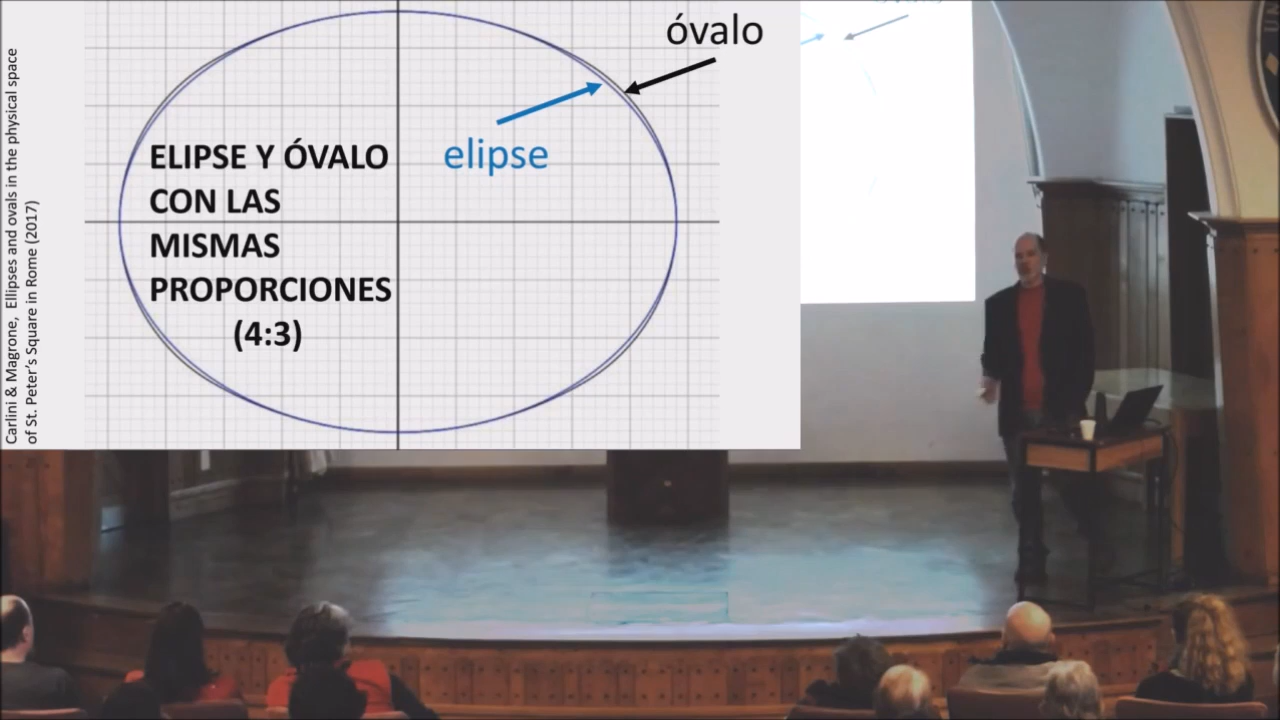 Carlini & Magrone, Ellipses and ovals in the physical space
of St. Peter's Square in Rome (2017)
óvalo
elipse
ELIPSE Y ÓVALO
CON LAS
MISMAS
PROPORCIONES
(4:3)